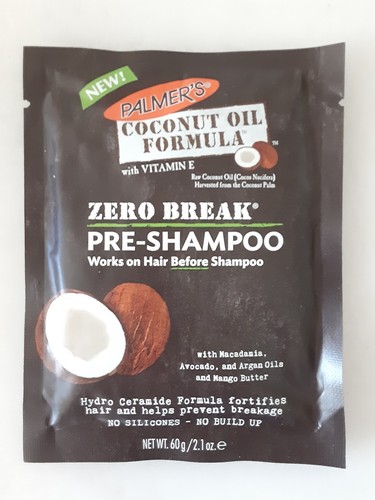 NEW!
PALMER'S®
COCONUT OIL
FORMULA®
™
with VITAMIN E
Raw Coconut Oil (Cocos Nucifera)
Harvested from the Coconut Palm
ZERO BREAK®
PRE-SHAMPOO
Works on Hair Before Shampoo
with Macadamia,
Avocado, and Argan Oils
and Mango Butter
Hydro Ceramide Formula fortifies
hair and helps prevent breakage
NO SILICONES - NO BUILD UP
NET WT. 60g/2.1oz.℮